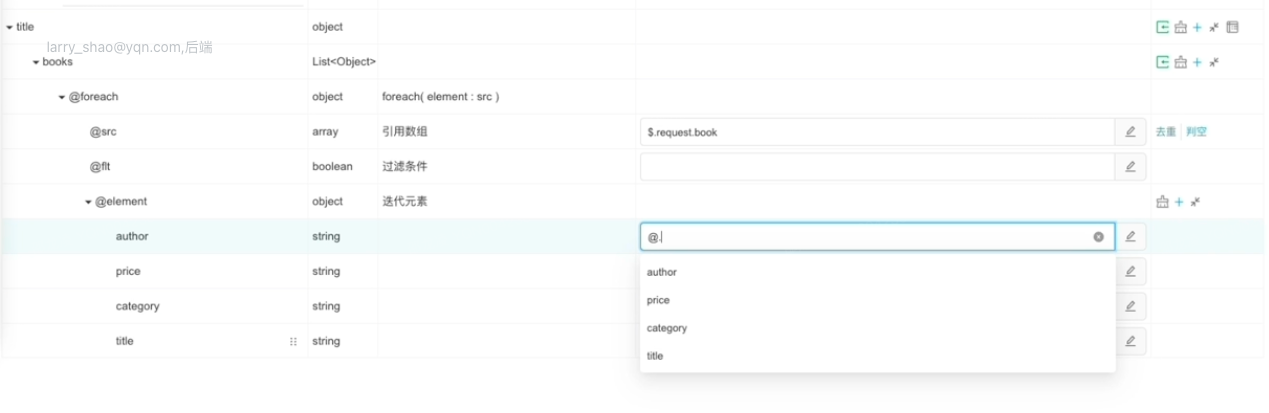 title object
larry_shao@yqn.com,后端
books List<Object>
@foreach object foreach( element : src )
@src array 引用数组 $.request.book 去重 判空
@flt boolean 过滤条件
@element object 迭代元素
author string @.
price string
category string
title string
author
price
category
title